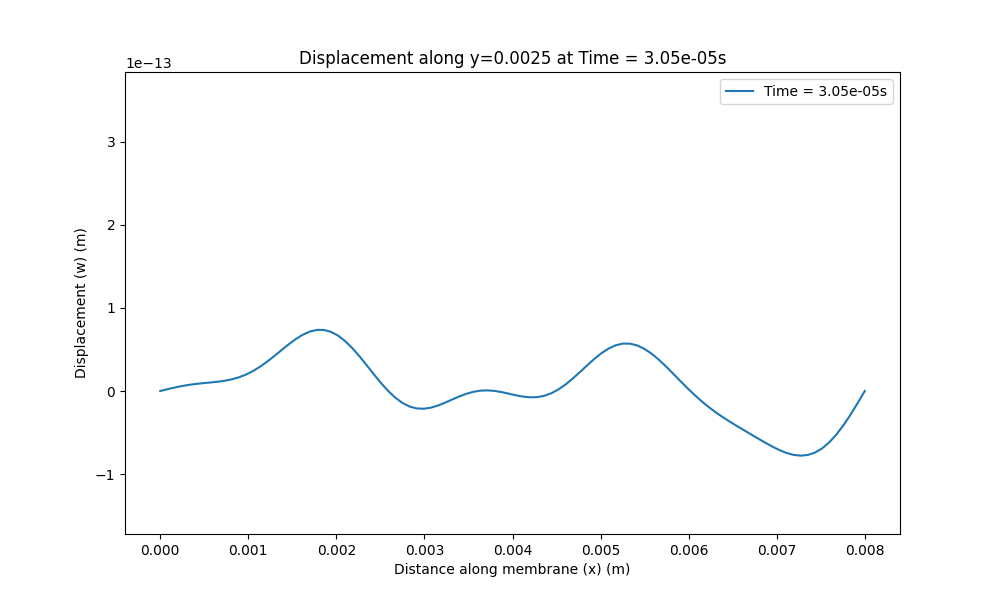 Displacement along y=0.0025 at Time = 3.05e-05s
1e−13
Time = 3.05e-05s
3
2
1
0
−1
Displacement (w) (m)
0.000 0.001 0.002 0.003 0.004 0.005 0.006 0.007 0.008
Distance along membrane (x) (m)